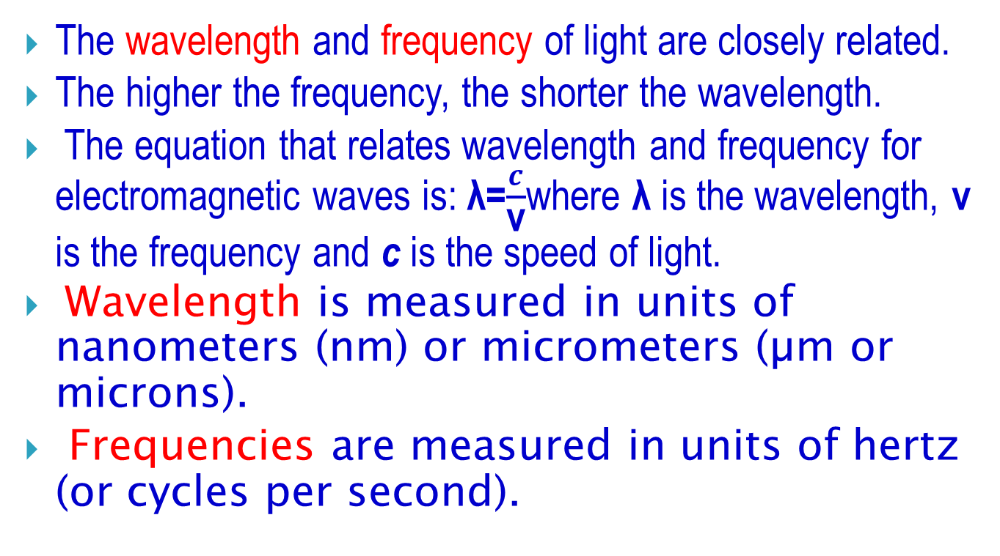 The wavelength and frequency of light are closely related.
The higher the frequency, the shorter the wavelength.
The equation that relates wavelength and frequency for
electromagnetic waves is: λ=c/ν where λ is the wavelength, ν
is the frequency and c is the speed of light.
Wavelength is measured in units of
nanometers (nm) or micrometers (µm or
microns).
Frequencies are measured in units of hertz
(or cycles per second).